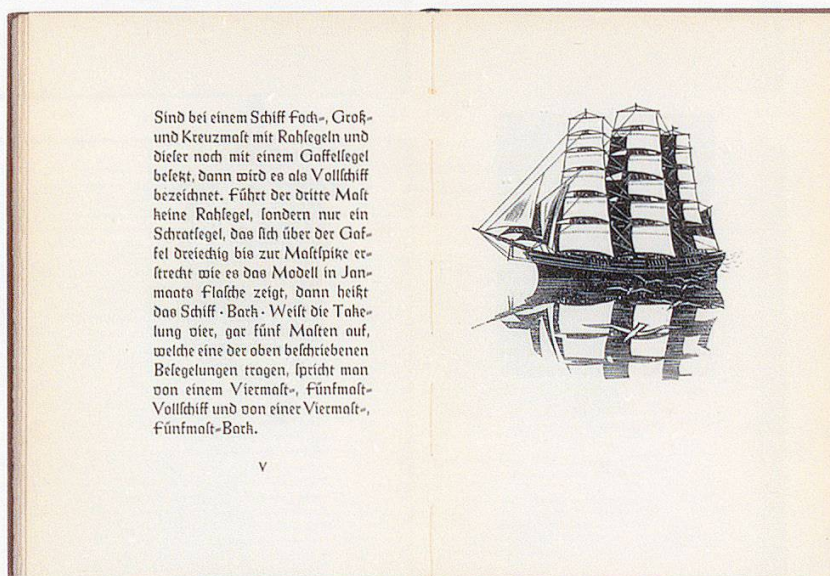 Sind bei einem Schiff Fock-, Groß-
und Kreuzmast mit Rahsegeln und
dieser noch mit einem Gaffelsegel
besetzt, dann wird es als Vollschiff
bezeichnet. Führt der dritte Mast
keine Rahsegel, sondern nur ein
Schratsegel, das sich über der Gaf-
fel dreieckig bis zur Mastspitze er-
streckt wie es das Modell in Jan-
maats Flasche zeigt, dann heißt
das Schiff · Bark · Weist die Take-
lung vier, gar fünf Masten auf,
welche eine der oben beschriebenen
Besegelungen tragen, spricht man
von einem Viermast-, Fünfmast-
Vollschiff und von einer Viermast-,
Fünfmast-Bark.
V